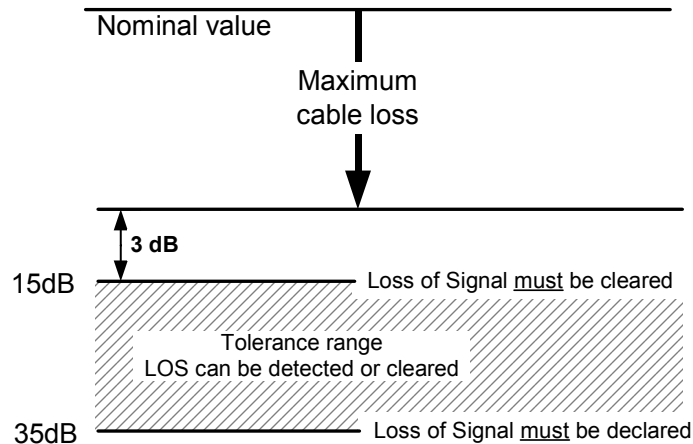 Nominal value
Maximum
cable loss
3 dB
15dB
Loss of Signal must be cleared
Tolerance range
LOS can be detected or cleared
35dB
Loss of Signal must be declared